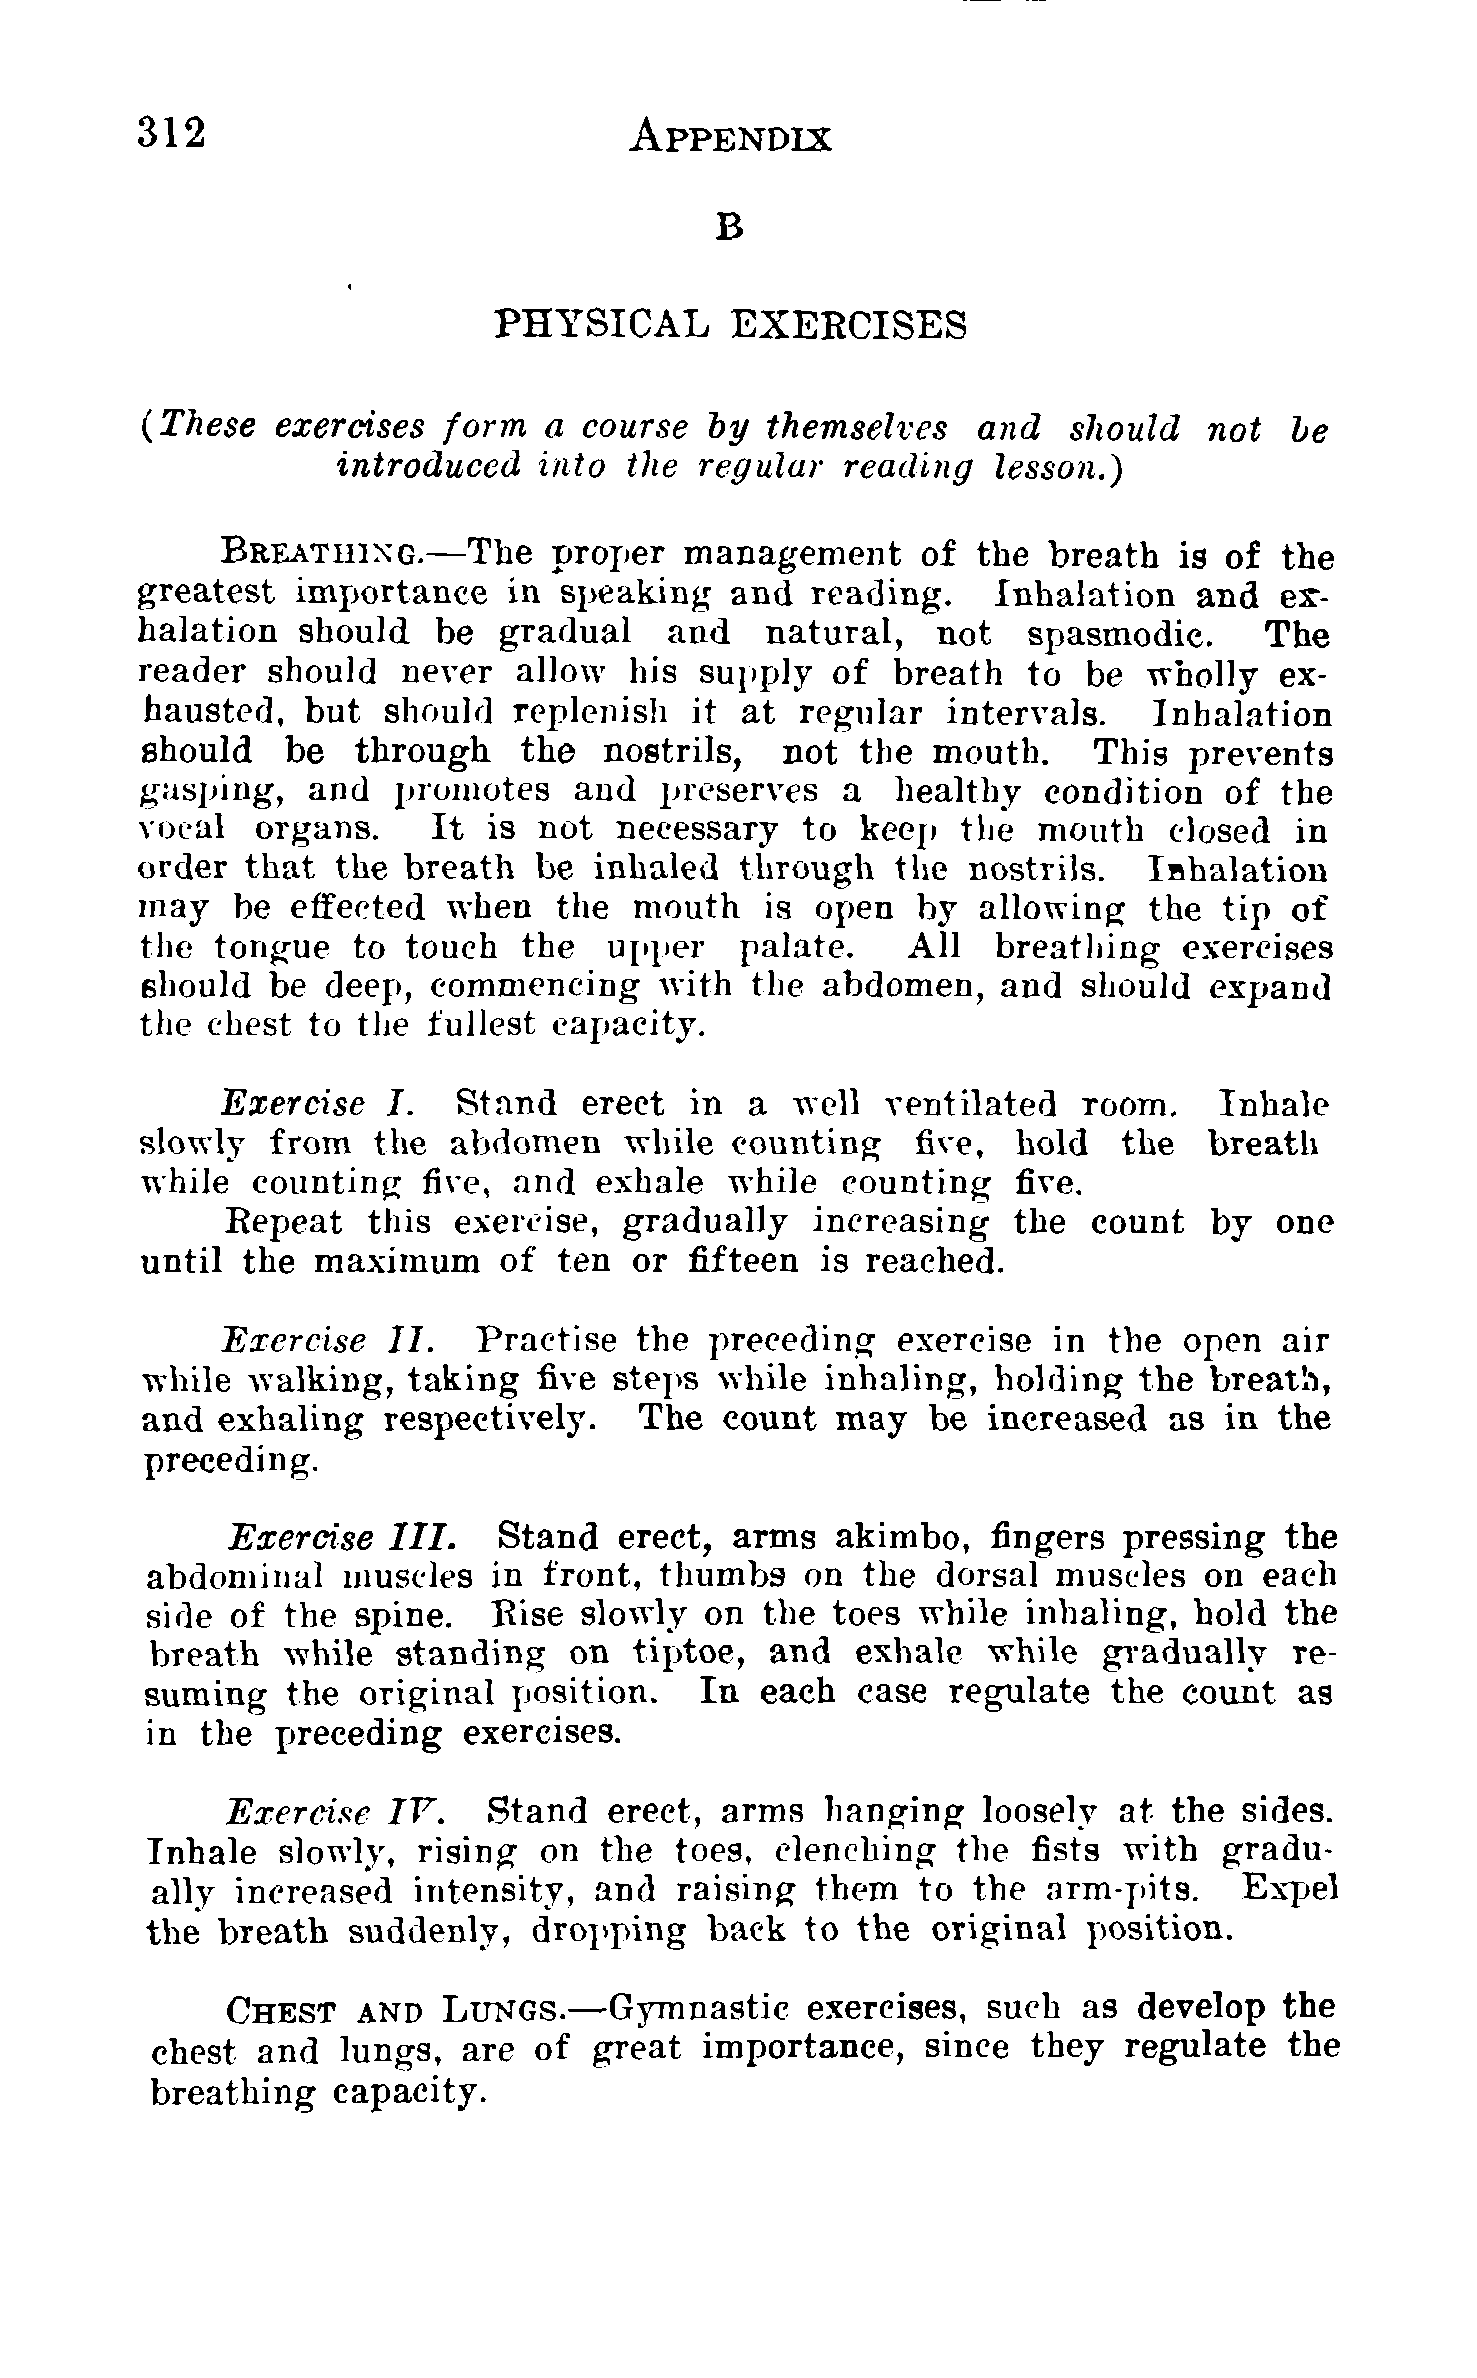 312 APPENDIX
B
PHYSICAL EXERCISES
(These exercises form a course by themselves and should not be
introduced into the regular reading lesson.)
BREATHING.—The proper management of the breath is of the
greatest importance in speaking and reading. Inhalation and ex-
halation should be gradual and natural, not spasmodic. The
reader should never allow his supply of breath to be wholly ex-
hausted, but should replenish it at regular intervals. Inhalation
should be through the nostrils, not the mouth. This prevents
gasping, and promotes and preserves a healthy condition of the
vocal organs. It is not necessary to keep the mouth closed in
order that the breath be inhaled through the nostrils. Inhalation
may be effected when the mouth is open by allowing the tip of
the tongue to touch the upper palate. All breathing exercises
should be deep, commencing with the abdomen, and should expand
the chest to the fullest capacity.
Exercise I. Stand erect in a well ventilated room. Inhale
slowly from the abdomen while counting five, hold the breath
while counting five, and exhale while counting five.
Repeat this exercise, gradually increasing the count by one
until the maximum of ten or fifteen is reached.
Exercise II. Practise the preceding exercise in the open air
while walking, taking five steps while inhaling, holding the breath,
and exhaling respectively. The count may be increased as in the
preceding.
Exercise III. Stand erect, arms akimbo, fingers pressing the
abdominal muscles in front, thumbs on the dorsal muscles on each
side of the spine. Rise slowly on the toes while inhaling, hold the
breath while standing on tiptoe, and exhale while gradually re-
suming the original position. In each case regulate the count as
in the preceding exercises.
Exercise IV. Stand erect, arms hanging loosely at the sides.
Inhale slowly, rising on the toes, clenching the fists with gradu-
ally increased intensity, and raising them to the arm-pits. Expel
the breath suddenly, dropping back to the original position.
CHEST AND LUNGS.—Gymnastic exercises, such as develop the
chest and lungs, are of great importance, since they regulate the
breathing capacity.